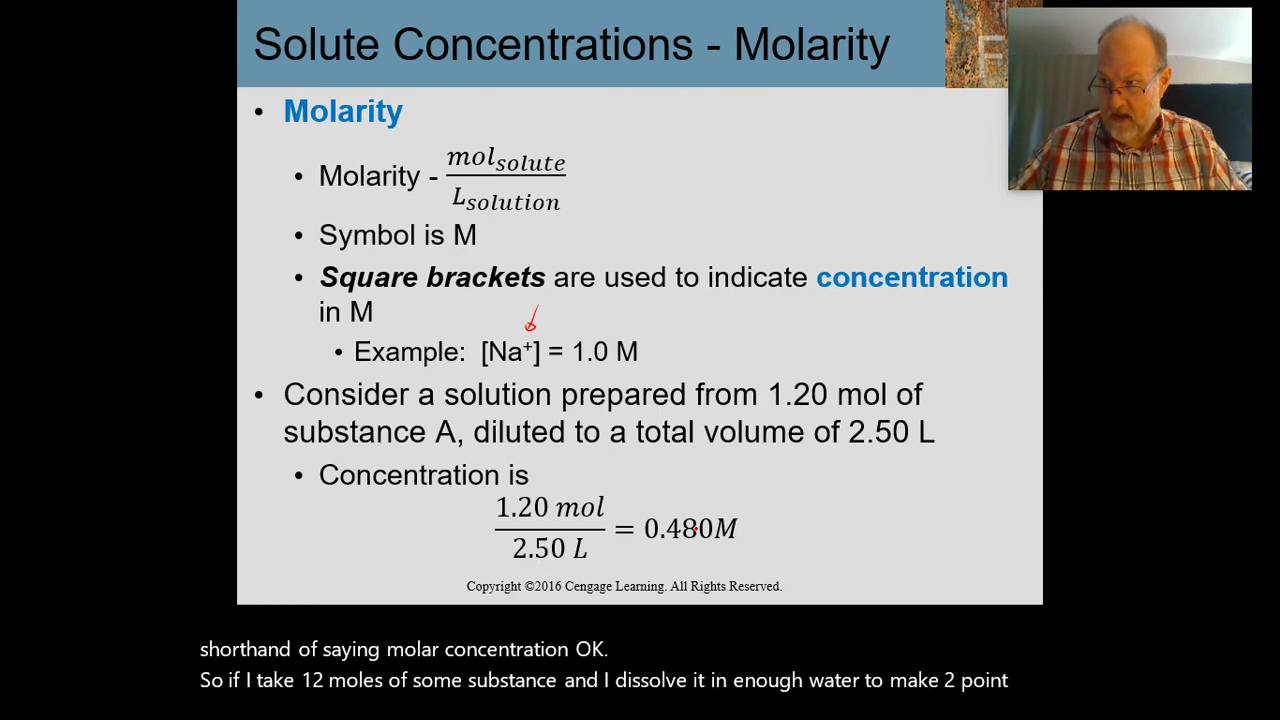 Solute Concentrations - Molarity
• Molarity
• Molarity - mol_solute / L_solution
• Symbol is M
• Square brackets are used to indicate concentration
in M
• Example: [Na⁺] = 1.0 M
• Consider a solution prepared from 1.20 mol of
substance A, diluted to a total volume of 2.50 L
• Concentration is
1.20 mol / 2.50 L = 0.480M
Copyright ©2016 Cengage Learning. All Rights Reserved.
shorthand of saying molar concentration OK.
So if I take 12 moles of some substance and I dissolve it in enough water to make 2 point